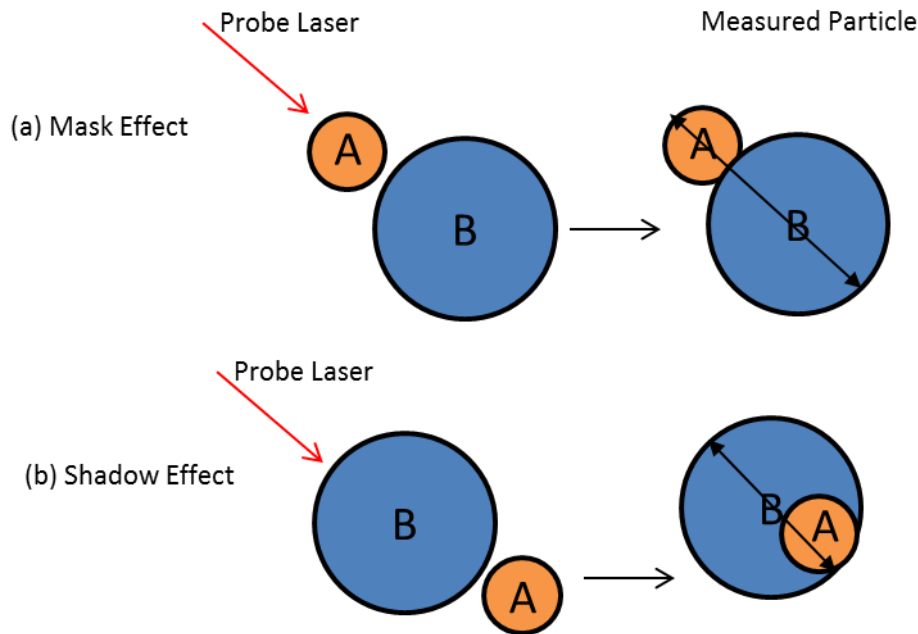 Probe Laser
Measured Particle
(a) Mask Effect
A
B
A
B
Probe Laser
(b) Shadow Effect
B
A
B
A